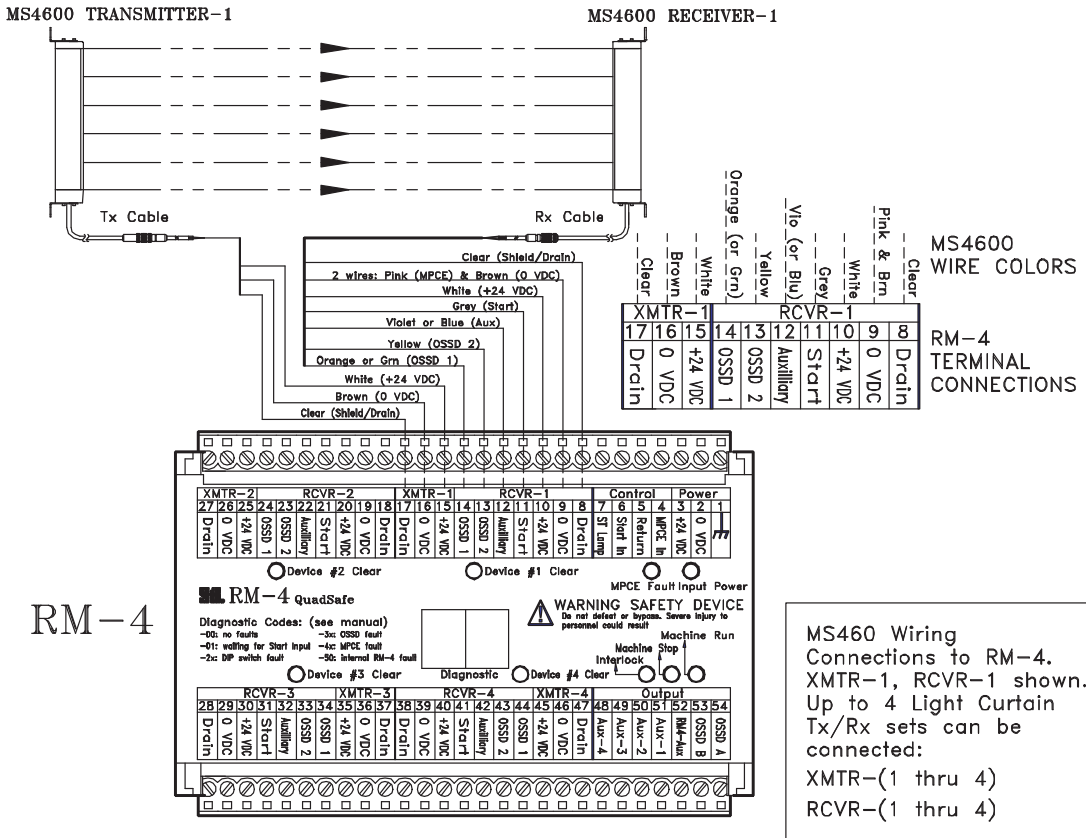 MS4600 TRANSMITTER-1
MS4600 RECEIVER-1
Tx Cable
Rx Cable
Clear (Shield/Drain)
2 wires: Pink (MPCE) & Brown (0 VDC)
White (+24 VDC)
Grey (Start)
Violet or Blue (Aux)
Yellow (OSSD 2)
Orange or Grn (OSSD 1)
White (+24 VDC)
Brown (0 VDC)
Clear (Shield/Drain)
Clear
Brown
White
Orange (or Grn)
Yellow
Vio (or Blu)
Grey
White
Pink & Brn
Clear
MS4600
WIRE COLORS
XMTR-1 RCVR-1
17 16 15 14 13 12 11 10 9 8
Drain 0 VDC +24 VDC OSSD 1 OSSD 2 Auxilliary Start +24 VDC 0 VDC Drain
RM-4
TERMINAL
CONNECTIONS
XMTR-2 RCVR-2 XMTR-1 RCVR-1 Control Power
27 26 25 24 23 22 21 20 19 18 17 16 15 14 13 12 11 10 9 8 7 6 5 4 3 2 1
Drain 0 VDC +24 VDC OSSD 1 OSSD 2 Auxilliary Start +24 VDC 0 VDC Drain Drain 0 VDC +24 VDC OSSD 1 OSSD 2 Auxilliary Start +24 VDC 0 VDC Drain ST Lamp Start In Return MPCE In +24 VDC 0 VDC
Device #2 Clear
Device #1 Clear
MPCE Fault
Input Power
RM-4
RM-4 QuadSafe
WARNING SAFETY DEVICE
Do not defeat or bypass. Severe injury to
personnel could result
Diagnostic Codes: (see manual)
-00: no faults
-3x: OSSD fault
-01: waiting for Start Input
-4x: MPCE fault
-2x: DIP switch fault
-50: internal RM-4 fault
Machine Run
Machine Stop
Interlock
Device #3 Clear
Diagnostic
Device #4 Clear
RCVR-3 XMTR-3 RCVR-4 XMTR-4 Output
28 29 30 31 32 33 34 35 36 37 38 39 40 41 42 43 44 45 46 47 48 49 50 51 52 53 54
Drain 0 VDC +24 VDC Start Auxilliary OSSD 2 OSSD 1 +24 VDC 0 VDC Drain Drain 0 VDC +24 VDC Start Auxilliary OSSD 2 OSSD 1 +24 VDC 0 VDC Drain Aux-4 Aux-3 Aux-2 Aux-1 RM4-Aux OSSD B OSSD A
MS460 Wiring
Connections to RM-4.
XMTR-1, RCVR-1 shown.
Up to 4 Light Curtain
Tx/Rx sets can be
connected:
XMTR-(1 thru 4)
RCVR-(1 thru 4)